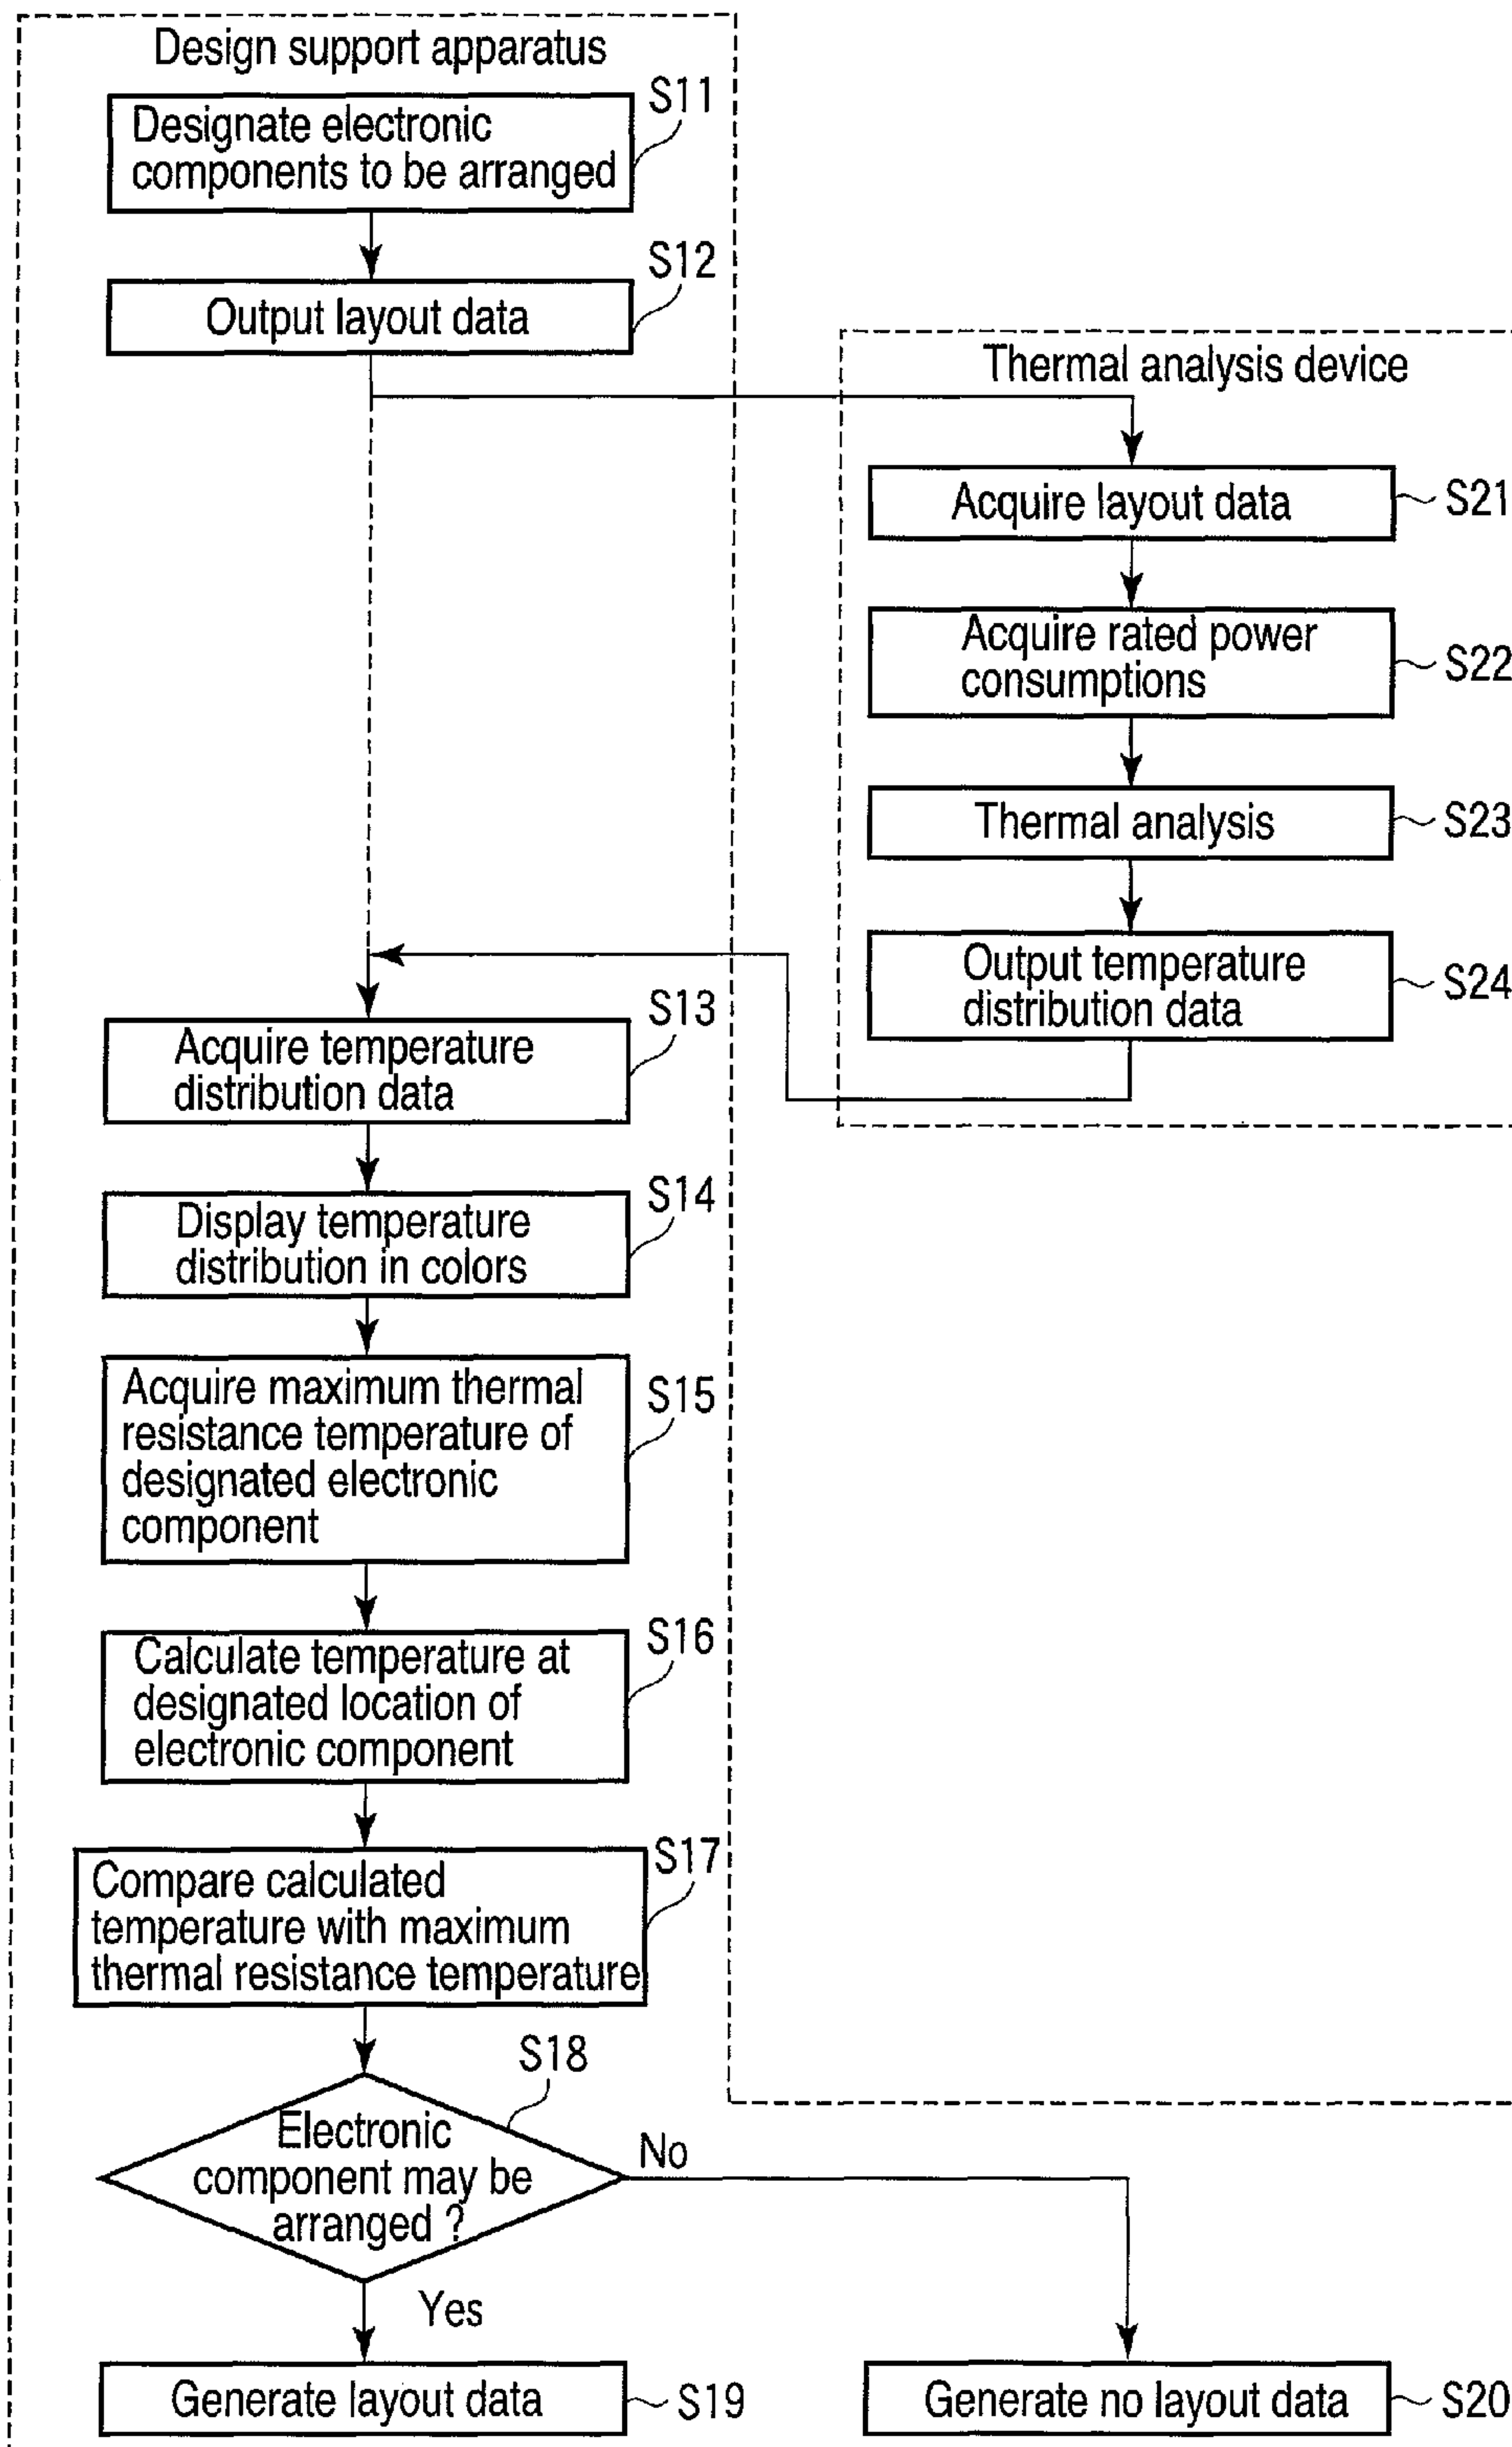 Design support apparatus
S11
Designate electronic
components to be arranged
S12
Output layout data
Thermal analysis device
Acquire layout data
S21
Acquire rated power
consumptions
S22
Thermal analysis
S23
Output temperature
distribution data
S24
S13
Acquire temperature
distribution data
S14
Display temperature
distribution in colors
S15
Acquire maximum thermal
resistance temperature of
designated electronic
component
S16
Calculate temperature at
designated location of
electronic component
S17
Compare calculated
temperature with maximum
thermal resistance temperature
S18
Electronic
component may be
arranged ?
No
Yes
Generate layout data
S19
Generate no layout data
S20